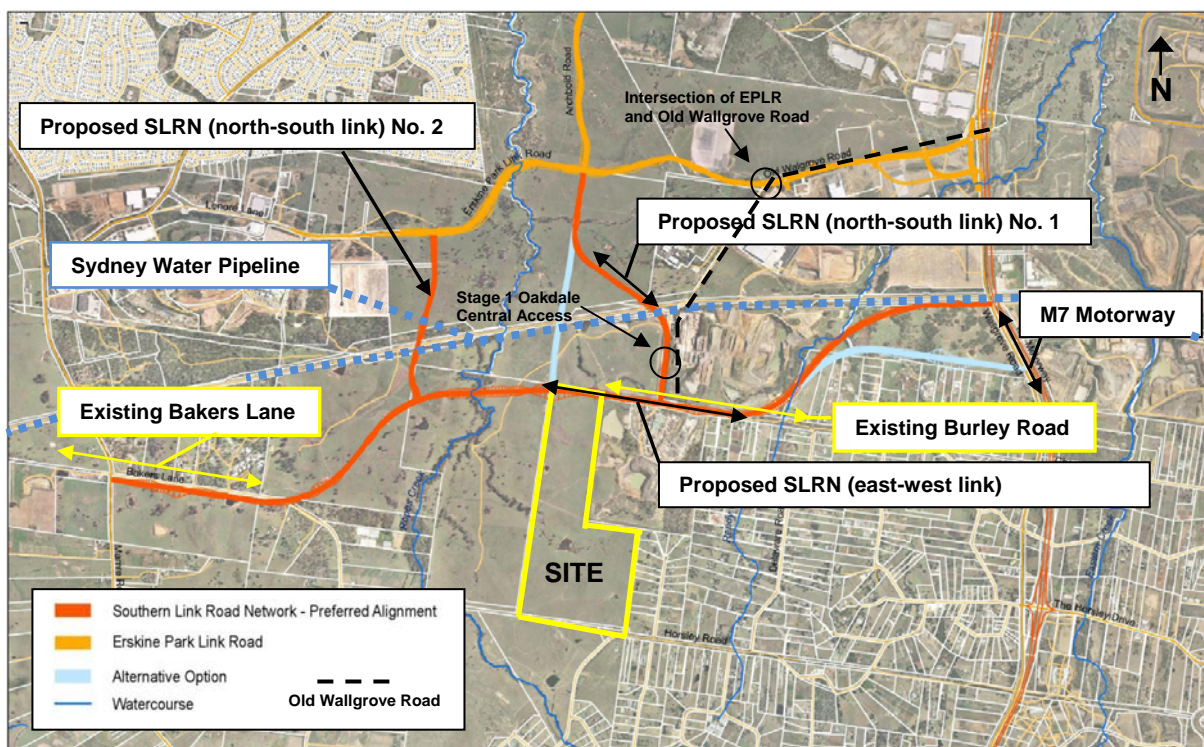 Archbold Road
N
Intersection of EPLR
and Old Wallgrove Road
Proposed SLRN (north-south link) No. 2
Old Wallgrove Road
Erskine Park Link Road
Lenore Lane
Proposed SLRN (north-south link) No. 1
Sydney Water Pipeline
Stage 1 Oakdale
Central Access
M7 Motorway
Existing Bakers Lane
Existing Burley Road
Bakers Lane
Proposed SLRN (east-west link)
Ropes Creek
Delaware Road
SITE
The Horsley Drive
Horsley Road
Southern Link Road Network - Preferred Alignment
Erskine Park Link Road
Alternative Option
Watercourse
Old Wallgrove Road